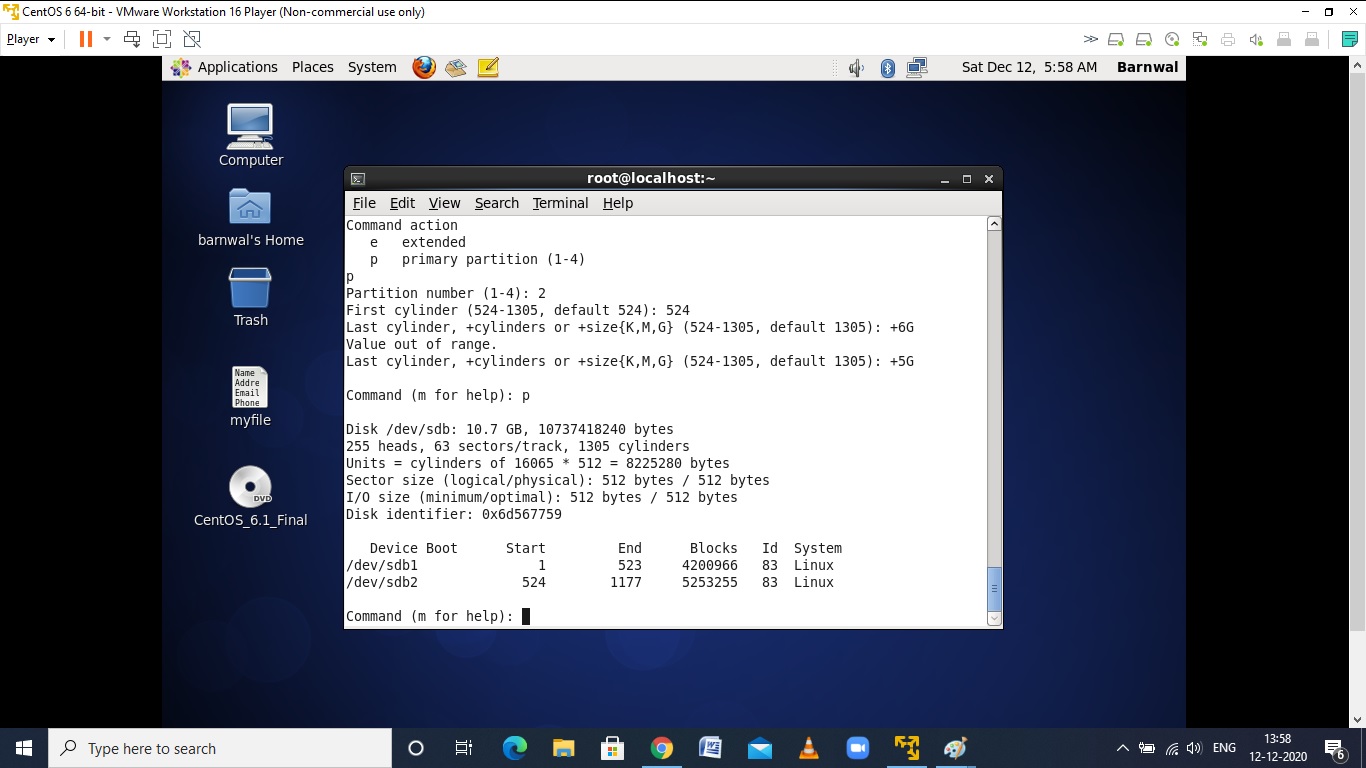 CentOS 6 64-bit - VMware Workstation 16 Player (Non-commercial use only)
Player
Applications Places System
Sat Dec 12, 5:58 AM Barnwal
Computer
barnwal's Home
Trash
Name
Addre
Email
Phone
myfile
DVD
CentOS_6.1_Final
root@localhost:~
File Edit View Search Terminal Help
Command action
e extended
p primary partition (1-4)
p
Partition number (1-4): 2
First cylinder (524-1305, default 524): 524
Last cylinder, +cylinders or +size{K,M,G} (524-1305, default 1305): +6G
Value out of range.
Last cylinder, +cylinders or +size{K,M,G} (524-1305, default 1305): +5G
Command (m for help): p
Disk /dev/sdb: 10.7 GB, 10737418240 bytes
255 heads, 63 sectors/track, 1305 cylinders
Units = cylinders of 16065 * 512 = 8225280 bytes
Sector size (logical/physical): 512 bytes / 512 bytes
I/O size (minimum/optimal): 512 bytes / 512 bytes
Disk identifier: 0x6d567759
Device Boot Start End Blocks Id System
/dev/sdb1 1 523 4200966 83 Linux
/dev/sdb2 524 1177 5253255 83 Linux
Command (m for help):
Type here to search
ENG
13:58
12-12-2020
6